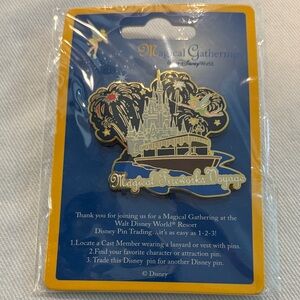 Magical Gathering
Walt Disney World
Magical Fireworks Voyage
Thank you for joining us for a Magical Gathering at the
Walt Disney World® Resort
Disney Pin Trading....it's as easy as 1-2-3!
1.Locate a Cast Member wearing a lanyard or vest with pins.
2.Find your favorite character or attraction pin.
3. Trade this Disney pin for another Disney pin.
© Disney